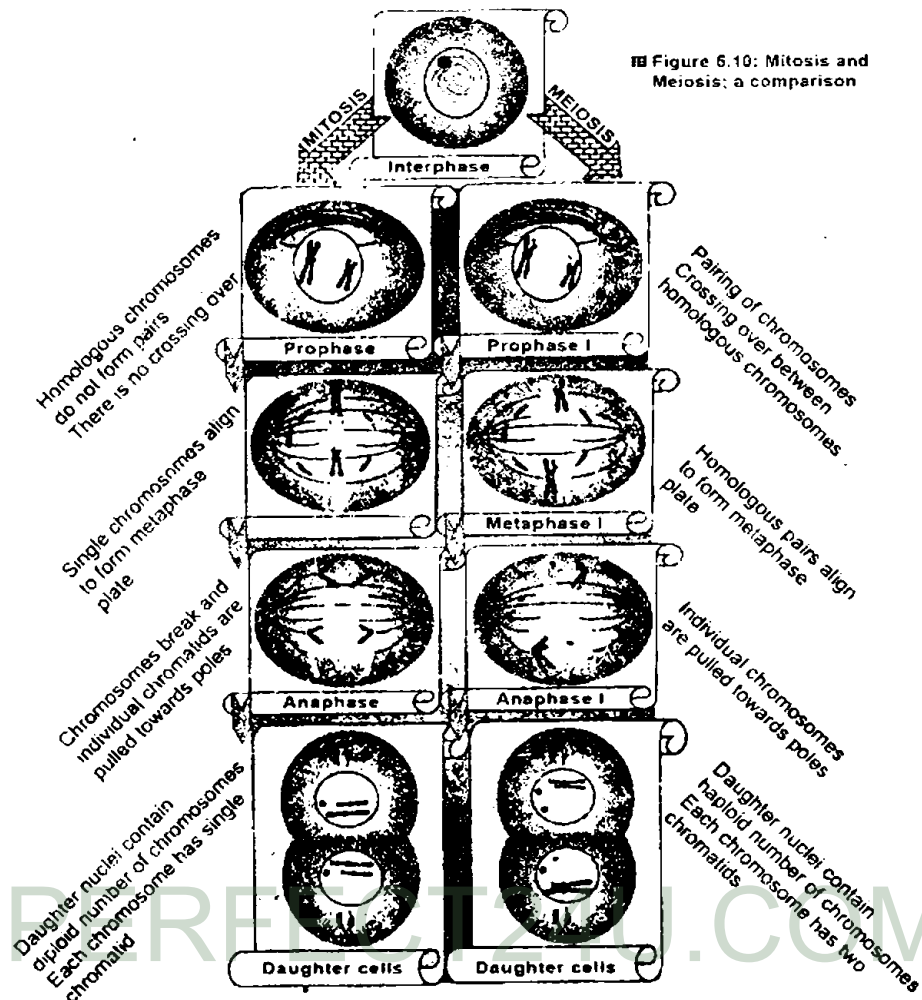 Figure 6.10: Mitosis and
Meiosis; a comparison
MITOSIS
MEIOSIS
Interphase
Homologous chromosomes
do not form pairs
There is no crossing over
Prophase
Prophase I
Pairing of chromosomes
Crossing over between
homologous chromosomes
Single chromosomes align
to form metaphase
plate
Metaphase I
Homologous pairs align
to form metaphase
plate
Chromosomes break and
individual chromatids are
pulled towards poles
Anaphase
Anaphase I
Individual chromosomes
are pulled towards poles
Daughter nuclei contain
diploid number of chromosomes
Each chromosome has single
chromatid
Daughter cells
Daughter cells
Daughter nuclei contain
haploid number of chromosomes
Each chromosome has two
chromatids
PERFECT24U.COM